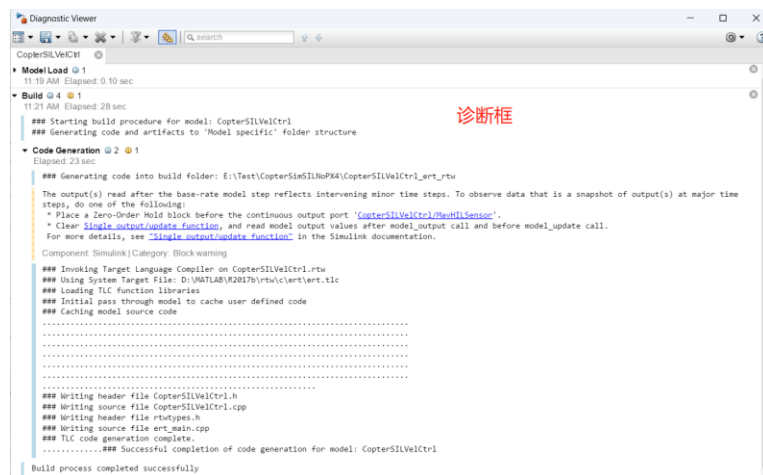 Diagnostic Viewer
search
CopterSILVelCtrl
Model Load 1
11:19 AM Elapsed: 0.10 sec
Build 4 1
11:21 AM Elapsed: 28 sec
诊断框
### Starting build procedure for model: CopterSILVelCtrl
### Generating code and artifacts to 'Model specific' folder structure
Code Generation 2 1
Elapsed: 23 sec
### Generating code into build folder: E:\Test\CopterSimSILNoPX4\CopterSILVelCtrl_ert_rtw
The output(s) read after the base-rate model step reflects intervening minor time steps. To observe data that is a snapshot of output(s) at major time
steps, do one of the following:
* Place a Zero-Order Hold block before the continuous output port 'CopterSILVelCtrl/MavHILSensor'.
* Clear Single output/update function, and read model output values after model_output call and before model_update call.
For more details, see "Single output/update function" in the Simulink documentation.
Component: Simulink | Category: Block warning
### Invoking Target Language Compiler on CopterSILVelCtrl.rtw
### Using System Target File: D:\MATLAB\R2017b\rtw\c\ert\ert.tlc
### Loading TLC function libraries
### Initial pass through model to cache user defined code
### Caching model source code
................................................................................
................................................................................
................................................................................
................................................................................
................................................................................
............................................................
### Writing header file CopterSILVelCtrl.h
### Writing source file CopterSILVelCtrl.cpp
### Writing header file rtwtypes.h
### Writing source file ert_main.cpp
### TLC code generation complete.
.............### Successful completion of code generation for model: CopterSILVelCtrl
Build process completed successfully